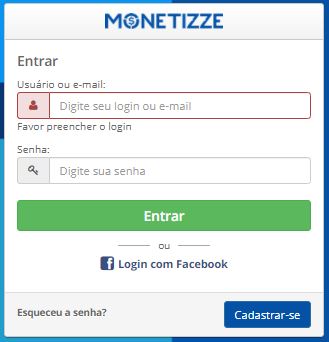 MONETIZZE
Entrar
Usuário ou e-mail:
Digite seu login ou e-mail
Favor preencher o login
Senha:
Digite sua senha
Entrar
ou
Login com Facebook
Esqueceu a senha?
Cadastrar-se